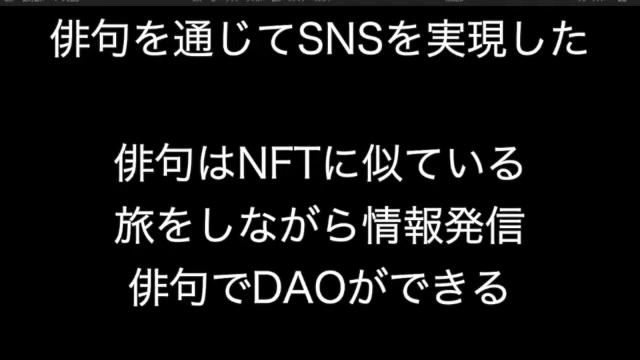 俳句を通じてSNSを実現した
俳句はNFTに似ている
旅をしながら情報発信
俳句でDAOができる